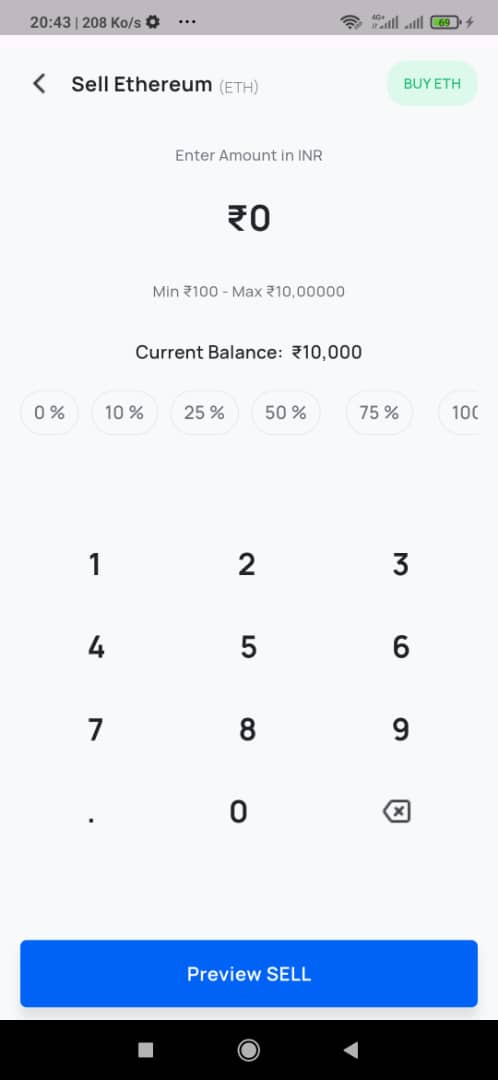 20:43 | 208 Ko/s ...
4G+
69
Sell Ethereum (ETH)
BUY ETH
Enter Amount in INR
₹0
Min ₹100 - Max ₹10,00000
Current Balance: ₹10,000
0 % 10 % 25 % 50 % 75 % 100
1 2 3
4 5 6
7 8 9
. 0
Preview SELL